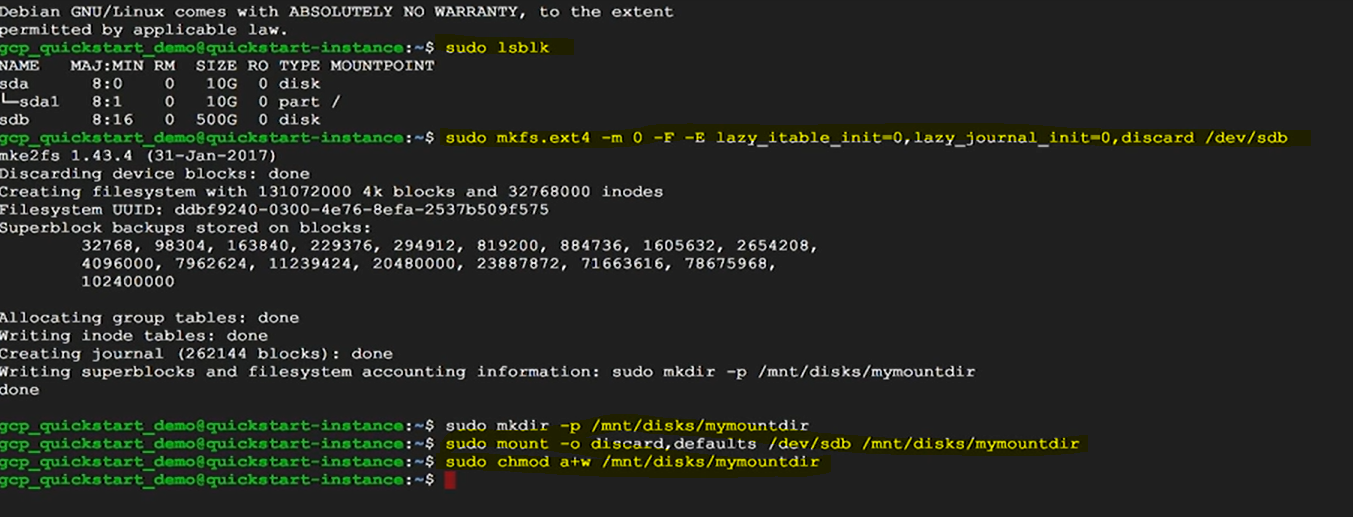 Debian GNU/Linux comes with ABSOLUTELY NO WARRANTY, to the extent
permitted by applicable law.
gcp_quickstart_demo@quickstart-instance:~$ sudo lsblk
NAME   MAJ:MIN RM  SIZE RO TYPE MOUNTPOINT
sda      8:0    0   10G  0 disk
└─sda1   8:1    0   10G  0 part /
sdb      8:16   0  500G  0 disk
gcp_quickstart_demo@quickstart-instance:~$ sudo mkfs.ext4 -m 0 -F -E lazy_itable_init=0,lazy_journal_init=0,discard /dev/sdb
mke2fs 1.43.4 (31-Jan-2017)
Discarding device blocks: done
Creating filesystem with 131072000 4k blocks and 32768000 inodes
Filesystem UUID: ddbf9240-0300-4e76-8efa-2537b509f575
Superblock backups stored on blocks:
        32768, 98304, 163840, 229376, 294912, 819200, 884736, 1605632, 2654208,
        4096000, 7962624, 11239424, 20480000, 23887872, 71663616, 78675968,
        102400000
Allocating group tables: done
Writing inode tables: done
Creating journal (262144 blocks): done
Writing superblocks and filesystem accounting information: sudo mkdir -p /mnt/disks/mymountdir
done
gcp_quickstart_demo@quickstart-instance:~$ sudo mkdir -p /mnt/disks/mymountdir
gcp_quickstart_demo@quickstart-instance:~$ sudo mount -o discard,defaults /dev/sdb /mnt/disks/mymountdir
gcp_quickstart_demo@quickstart-instance:~$ sudo chmod a+w /mnt/disks/mymountdir
gcp_quickstart_demo@quickstart-instance:~$